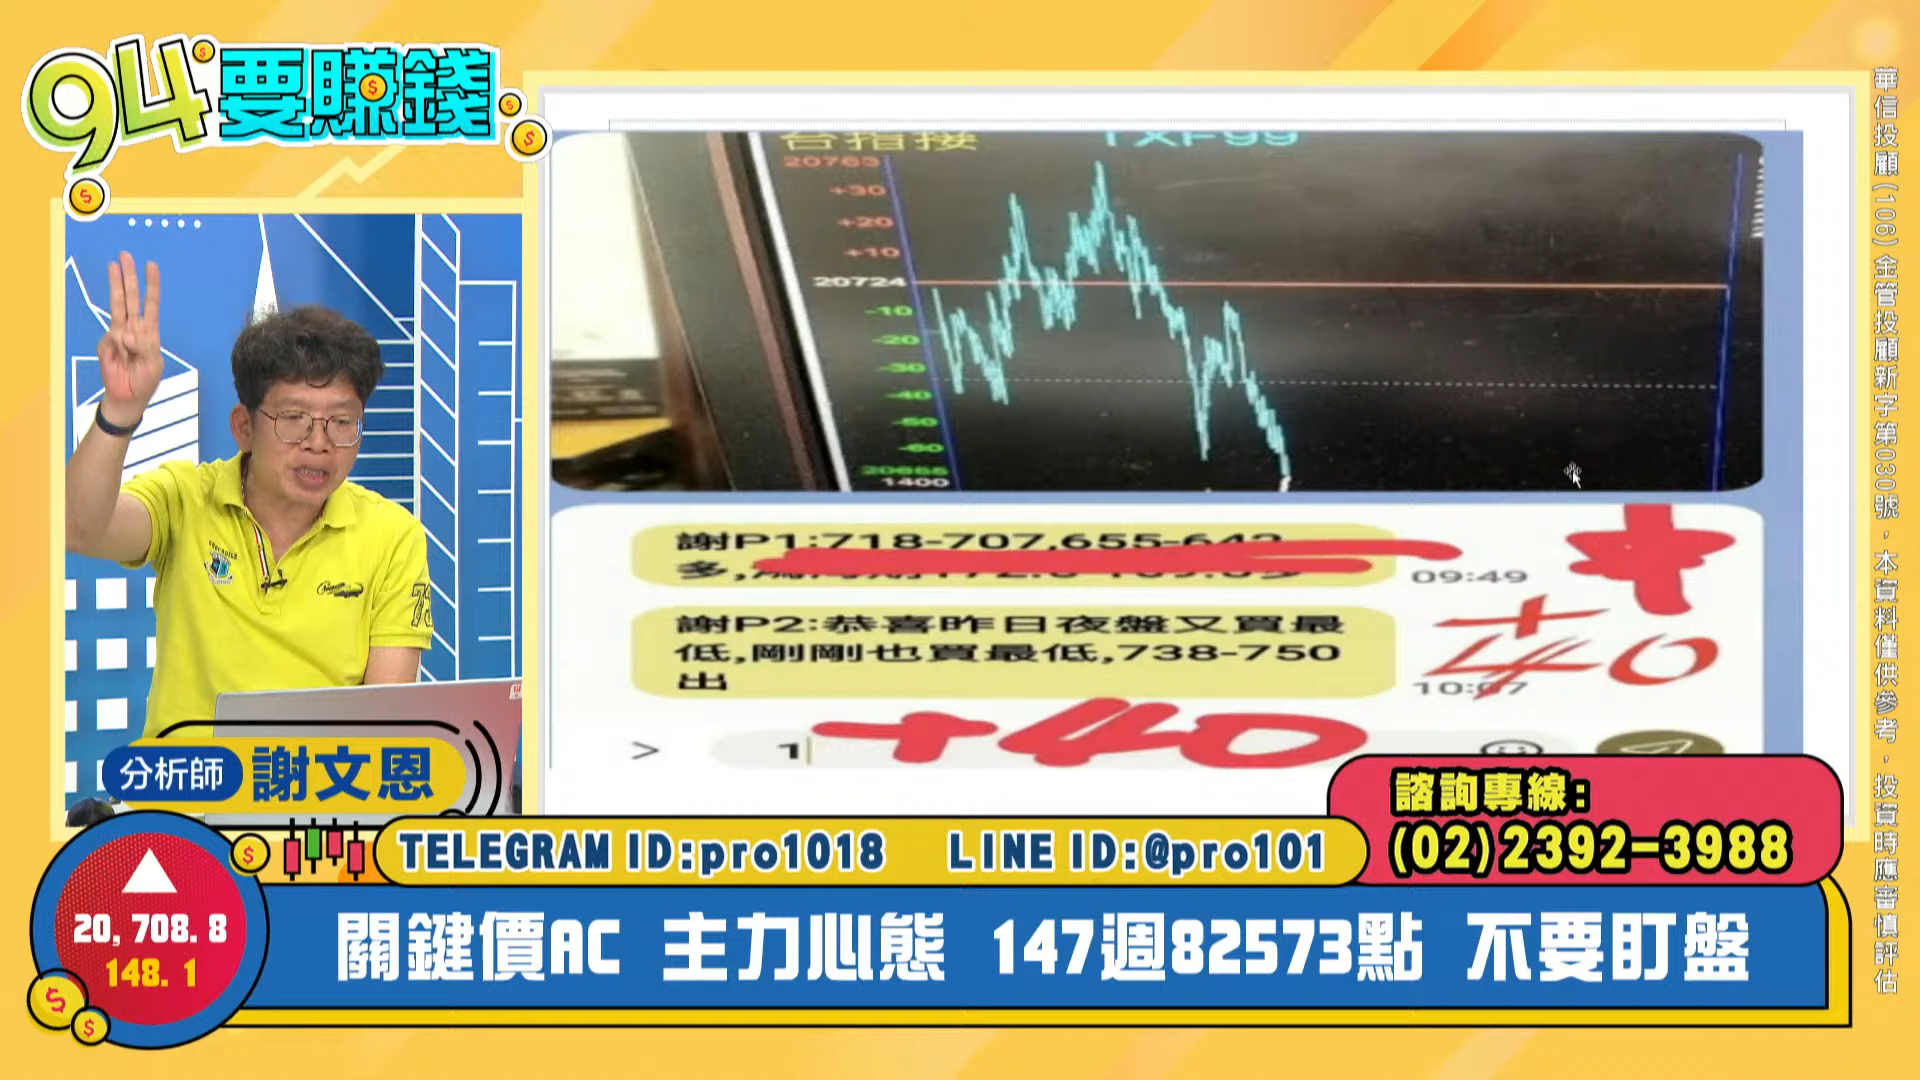 94要賺錢
台指接 TXF99
20763
+30
+20
+10
20724
-10
-20
-30
-40
-50
-60
20655
1400
謝P1:718-707,655-642
多,
09:49
謝P2:恭喜昨日夜盤又買最
低,剛剛也買最低,738-750
出
10:07
+40
+40
1
分析師 謝文恩
諮詢專線:
(02)2392-3988
TELEGRAM ID:pro1018 LINE ID:@pro101
20,708.8
148.1
關鍵價AC 主力心態 147週82573點 不要盯盤
華信投顧(106)金管投顧新字第030號，本資料僅供參考，投資時應審慎評估